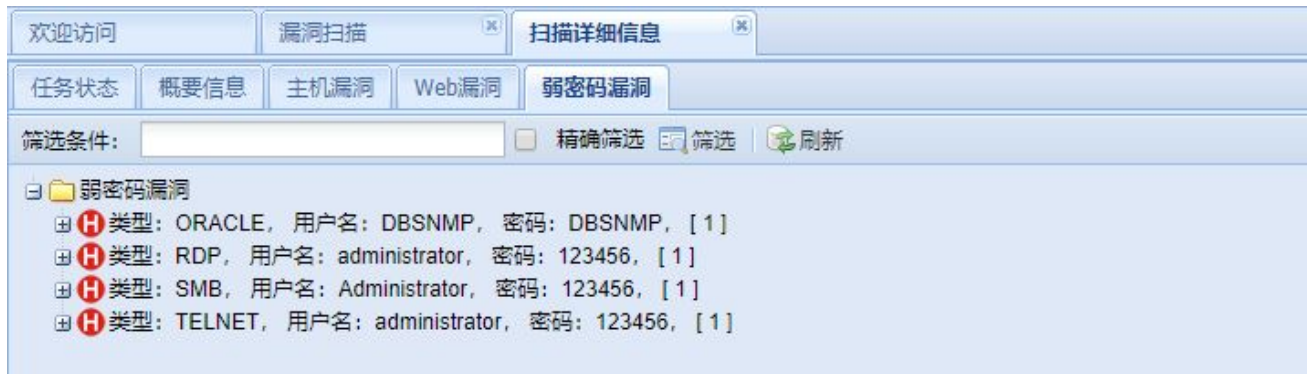 欢迎访问 漏洞扫描 扫描详细信息
任务状态 概要信息 主机漏洞 Web漏洞 弱密码漏洞
筛选条件: 精确筛选 筛选 刷新
弱密码漏洞
H 类型: ORACLE, 用户名: DBSNMP, 密码: DBSNMP, [ 1 ]
H 类型: RDP, 用户名: administrator, 密码: 123456, [ 1 ]
H 类型: SMB, 用户名: Administrator, 密码: 123456, [ 1 ]
H 类型: TELNET, 用户名: administrator, 密码: 123456, [ 1 ]